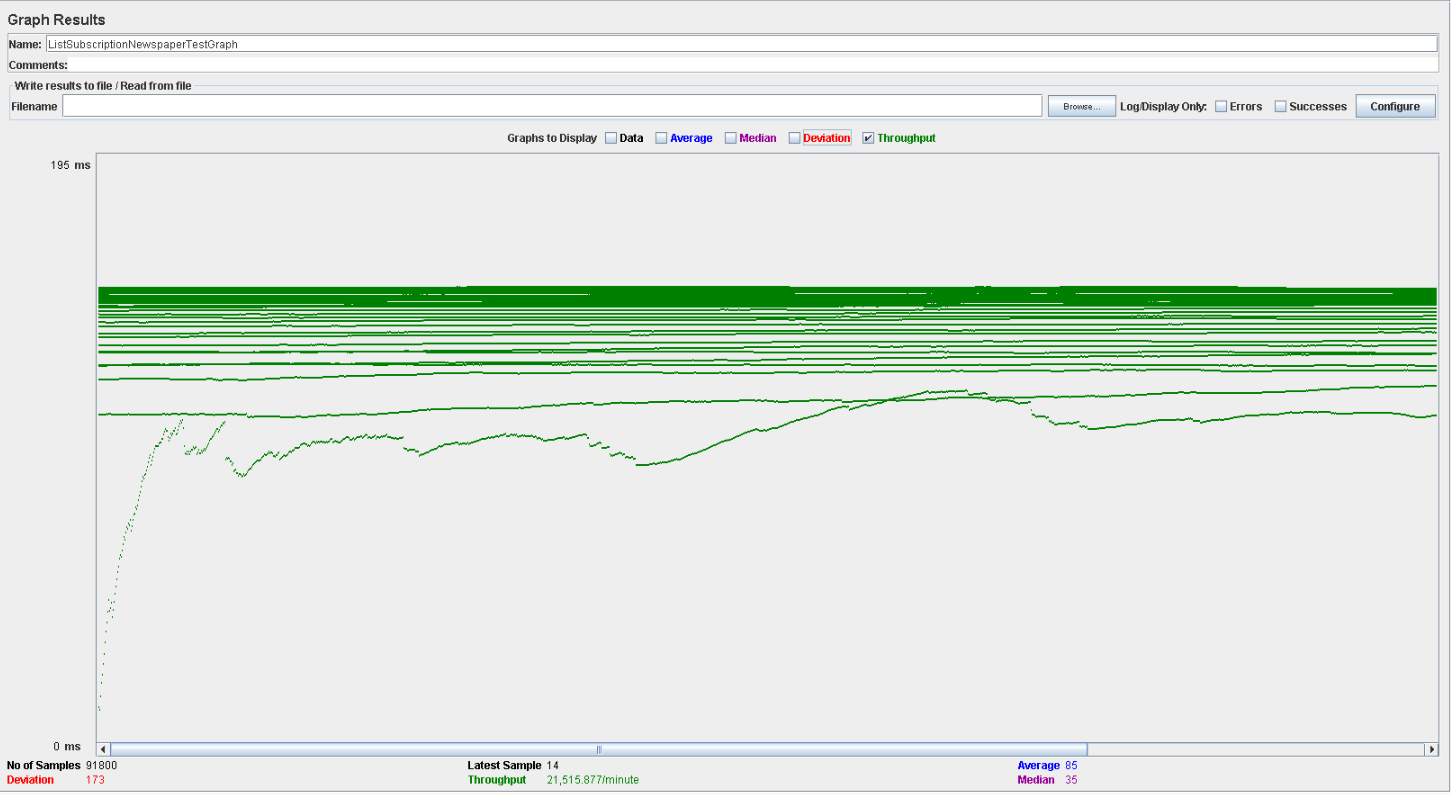 Graph Results
Name: ListSubscriptionNewspaperTestGraph
Comments:
Write results to file / Read from file
Filename Browse... Log/Display Only: Errors Successes Configure
Graphs to Display Data Average Median Deviation Throughput
195 ms
0 ms
No of Samples 91800 Latest Sample 14 Average 85
Deviation 173 Throughput 21,515.877/minute Median 35